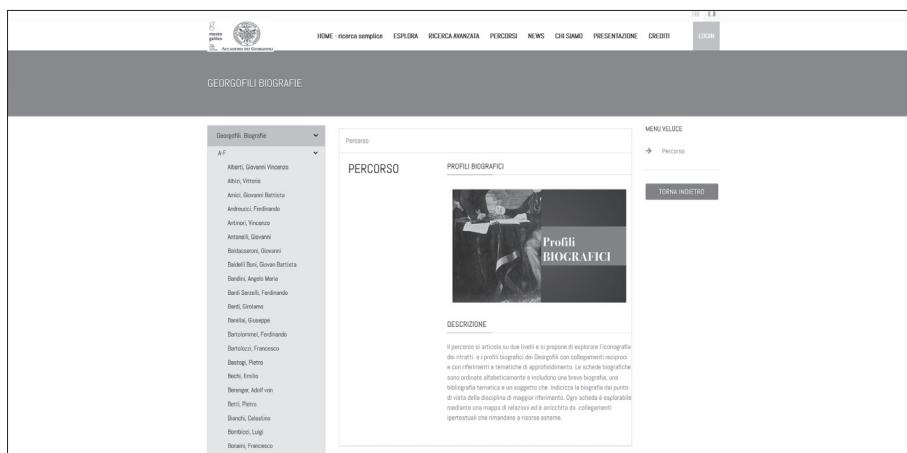 museo
galileo
Accademia dei Georgofili
HOME - ricerca semplice ESPLORA RICERCA AVANZATA PERCORSI NEWS CHI SIAMO PRESENTAZIONE CREDITI LOGIN
GEORGOFILI BIOGRAFIE
Georgofili. Biografie
A-F
Alberti, Giovanni Vincenzo
Albizi, Vittorio
Amici, Giovanni Battista
Andreucci, Ferdinando
Antinori, Vincenzo
Antonelli, Giovanni
Baldasseroni, Giovanni
Baldelli Boni, Giovan Battista
Bandini, Angelo Maria
Bardi Serzelli, Ferdinando
Bardi, Girolamo
Barellai, Giuseppe
Bartolommei, Ferdinando
Bartolozzi, Francesco
Bastogi, Pietro
Bechi, Emilio
Berenger, Adolf von
Betti, Pietro
Bianchi, Celestino
Bombicci, Luigi
Bonaini, Francesco
Percorso
PERCORSO
PROFILI BIOGRAFICI
Profili
BIOGRAFICI
DESCRIZIONE
Il percorso si articola su due livelli e si propone di esplorare l'iconografia
dei ritratti e i profili biografici dei Georgofili con collegamenti reciproci
e con riferimenti a tematiche di approfondimento. Le schede biografiche
sono ordinate alfabeticamente e includono una breve biografia, una
bibliografia tematica e un soggetto che indicizza la biografia dal punto
di vista della disciplina di maggior riferimento. Ogni scheda è esplorabile
mediante una mappa di relazioni ed è arricchita da collegamenti
ipertestuali che rimandano a risorse esterne.
MENU VELOCE
Percorso
TORNA INDIETRO